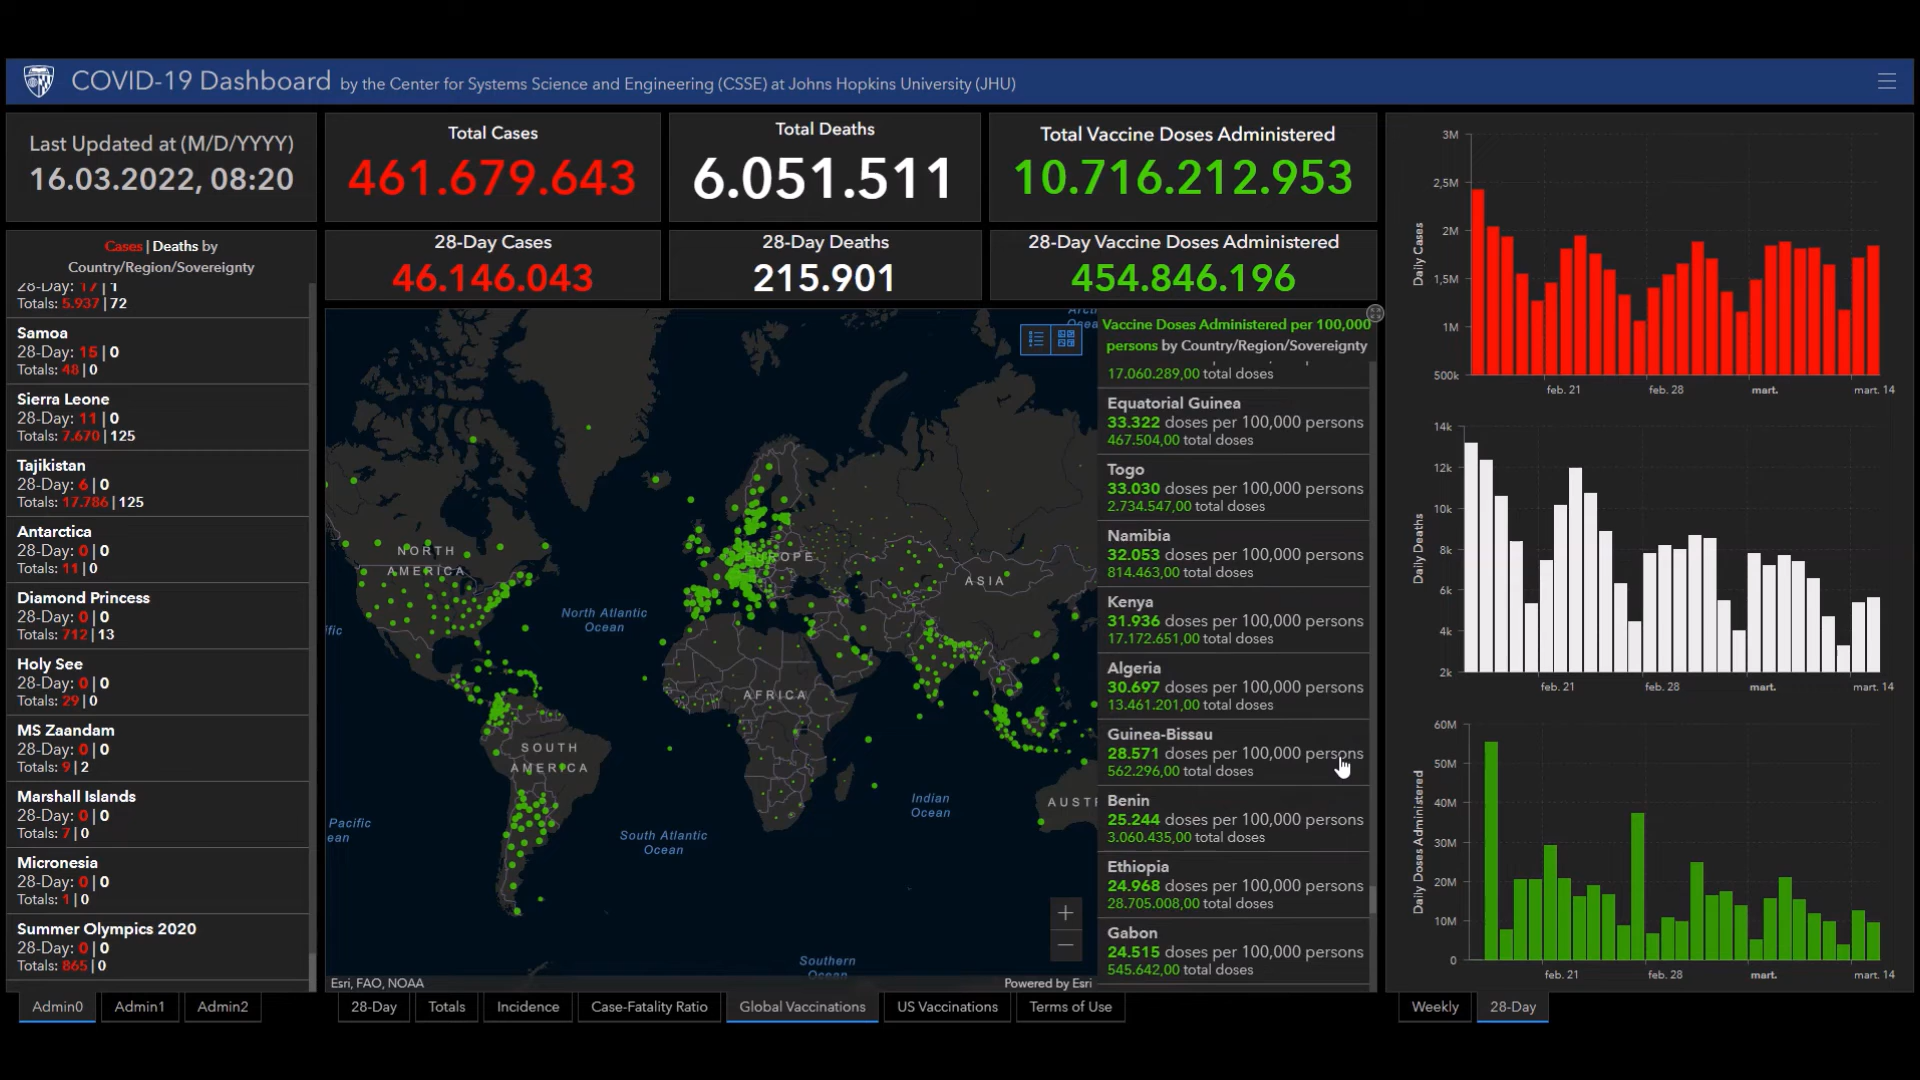 COVID-19 Dashboard by the Center for Systems Science and Engineering (CSSE) at Johns Hopkins University (JHU)
Last Updated at (M/D/YYYY)
16.03.2022, 08:20
Total Cases
461.679.643
Total Deaths
6.051.511
Total Vaccine Doses Administered
10.716.212.953
28-Day Cases
46.146.043
28-Day Deaths
215.901
28-Day Vaccine Doses Administered
454.846.196
Cases | Deaths by
Country/Region/Sovereignty
28-Day: 17 | 1
Totals: 5.937 | 72
Samoa
28-Day: 15 | 0
Totals: 48 | 0
Sierra Leone
28-Day: 11 | 0
Totals: 7.670 | 125
Tajikistan
28-Day: 6 | 0
Totals: 17.786 | 125
Antarctica
28-Day: 0 | 0
Totals: 11 | 0
Diamond Princess
28-Day: 0 | 0
Totals: 712 | 13
Holy See
28-Day: 0 | 0
Totals: 29 | 0
MS Zaandam
28-Day: 0 | 0
Totals: 9 | 2
Marshall Islands
28-Day: 0 | 0
Totals: 7 | 0
Micronesia
28-Day: 0 | 0
Totals: 1 | 0
Summer Olympics 2020
28-Day: 0 | 0
Totals: 865 | 0
Admin0
Admin1
Admin2
NORTH
AMERICA
EUROPE
ASIA
North Atlantic
Ocean
AFRICA
SOUTH
AMERICA
Indian
Ocean
AUST
Pacific
South Atlantic
Ocean
Southern
Ocean
+
−
Esri, FAO, NOAA
Powered by Esri
Vaccine Doses Administered per 100,000
persons by Country/Region/Sovereignty
17.060.289,00 total doses
Equatorial Guinea
33.322 doses per 100,000 persons
467.504,00 total doses
Togo
33.030 doses per 100,000 persons
2.734.547,00 total doses
Namibia
32.053 doses per 100,000 persons
814.463,00 total doses
Kenya
31.936 doses per 100,000 persons
17.172.651,00 total doses
Algeria
30.697 doses per 100,000 persons
13.461.201,00 total doses
Guinea-Bissau
28.571 doses per 100,000 persons
562.296,00 total doses
Benin
25.244 doses per 100,000 persons
3.060.435,00 total doses
Ethiopia
24.968 doses per 100,000 persons
28.705.008,00 total doses
Gabon
24.515 doses per 100,000 persons
545.642,00 total doses
28-Day
Totals
Incidence
Case-Fatality Ratio
Global Vaccinations
US Vaccinations
Terms of Use
Daily Cases
3M
2,5M
2M
1,5M
1M
500k
feb. 21
feb. 28
mart.
mart. 14
Daily Deaths
14k
12k
10k
8k
6k
4k
2k
feb. 21
feb. 28
mart.
mart. 14
Daily Doses Administered
60M
50M
40M
30M
20M
10M
0
feb. 21
feb. 28
mart.
mart. 14
Weekly
28-Day